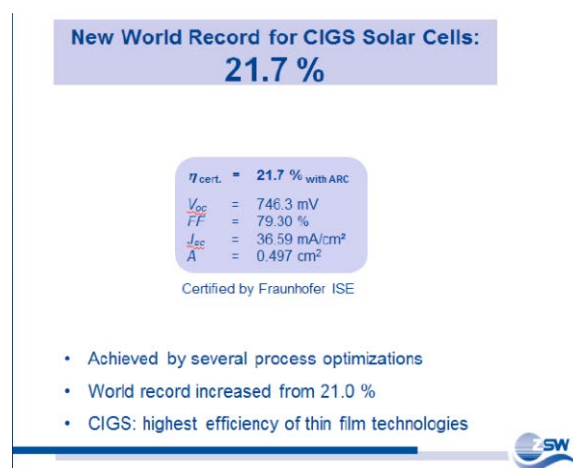 New World Record for CIGS Solar Cells:
21.7 %
η cert. = 21.7 % with ARC
Voc = 746.3 mV
FF = 79.30 %
Jsc = 36.59 mA/cm²
A = 0.497 cm²
Certified by Fraunhofer ISE
• Achieved by several process optimizations
• World record increased from 21.0 %
• CIGS: highest efficiency of thin film technologies
ZSW